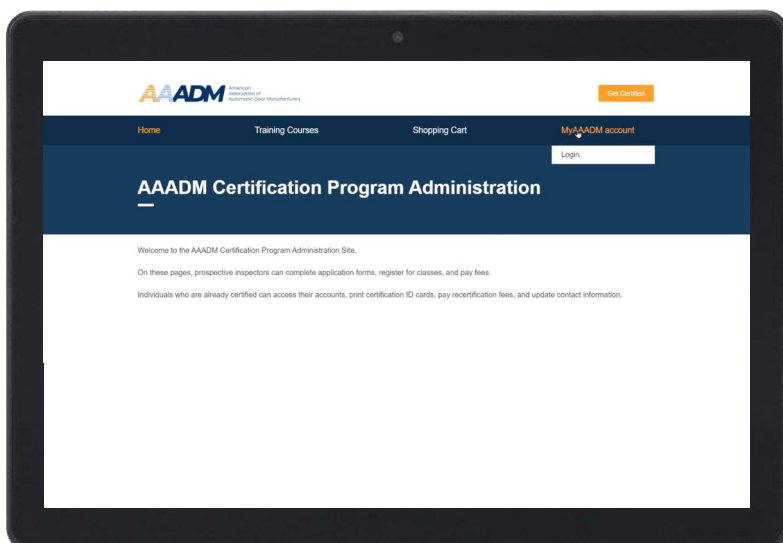 AAADM
American
Association of
Automatic Door Manufacturers
Get Certified
Home Training Courses Shopping Cart MyAAADM account
Login
AAADM Certification Program Administration
Welcome to the AAADM Certification Program Administration Site.
On these pages, prospective inspectors can complete application forms, register for classes, and pay fees.
Individuals who are already certified can access their accounts, print certification ID cards, pay recertification fees, and update contact information.